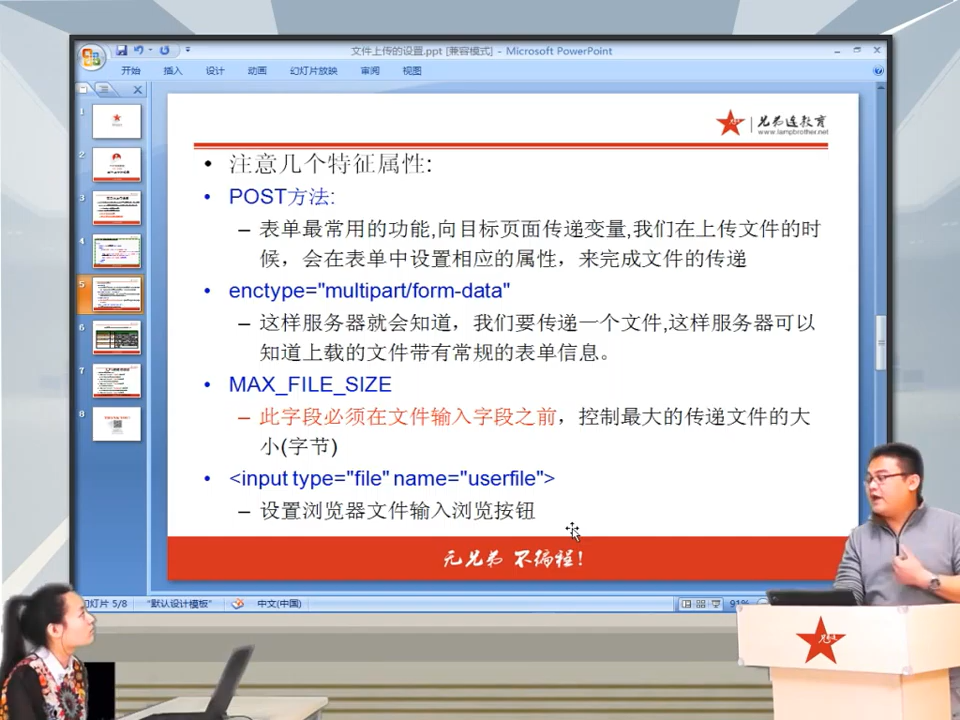 文件上传的设置.ppt [兼容模式] - Microsoft PowerPoint
开始 插入 设计 动画 幻灯片放映 审阅 视图
兄弟连教育
www.lampbrother.net
• 注意几个特征属性:
• POST方法:
– 表单最常用的功能,向目标页面传递变量,我们在上传文件的时
候，会在表单中设置相应的属性，来完成文件的传递
• enctype="multipart/form-data"
– 这样服务器就会知道，我们要传递一个文件,这样服务器可以
知道上载的文件带有常规的表单信息。
• MAX_FILE_SIZE
– 此字段必须在文件输入字段之前，控制最大的传递文件的大
小(字节)
• <input type="file" name="userfile">
– 设置浏览器文件输入浏览按钮
无兄弟 不编程!
1
2
3
4
5
6
7
8
幻灯片 5/8 "默认设计模板" 中文(中国) 91%